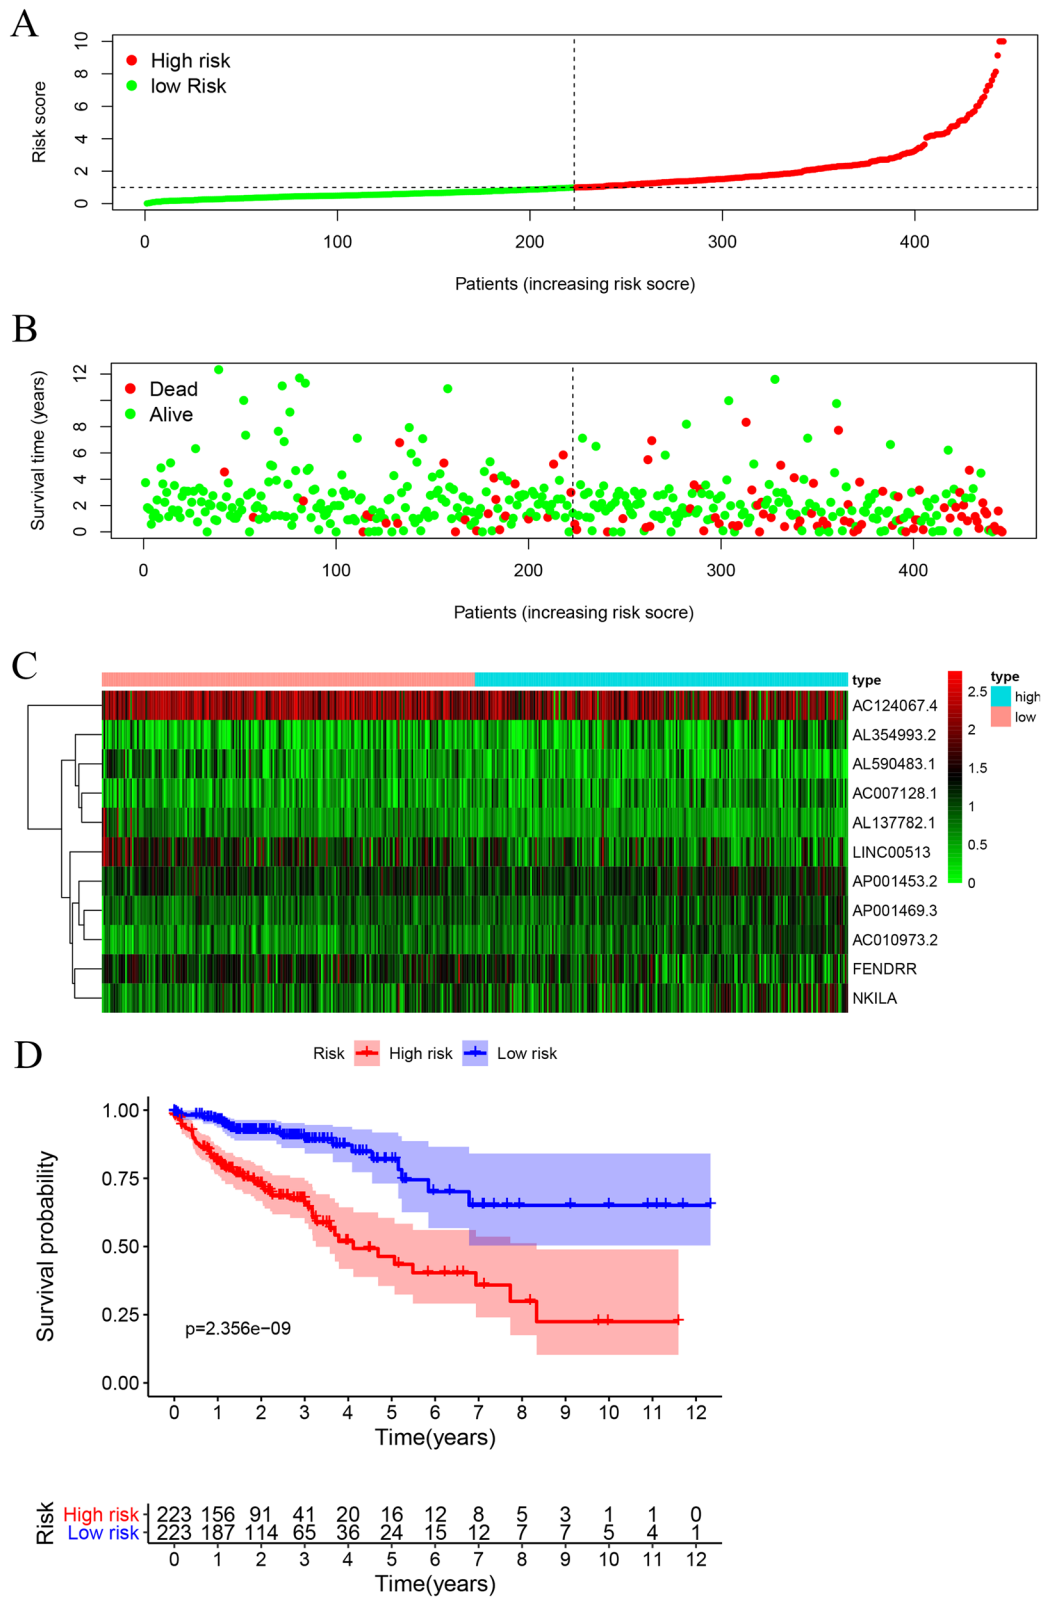 A
High risk
low Risk
Risk score
0 2 4 6 8 10
0 100 200 300 400
Patients (increasing risk socre)
B
Dead
Alive
Survival time (years)
0 2 4 6 8 12
0 100 200 300 400
Patients (increasing risk socre)
C
type
AC124067.4
AL354993.2
AL590483.1
AC007128.1
AL137782.1
LINC00513
AP001453.2
AP001469.3
AC010973.2
FENDRR
NKILA
2.5
2
1.5
1
0.5
0
type
high
low
D
Risk High risk Low risk
Survival probability
1.00
0.75
0.50
0.25
0.00
p=2.356e−09
0 1 2 3 4 5 6 7 8 9 10 11 12
Time(years)
Risk
High risk 223 156 91 41 20 16 12 8 5 3 1 1 0
Low risk 223 187 114 65 36 24 15 12 7 7 5 4 1
0 1 2 3 4 5 6 7 8 9 10 11 12
Time(years)